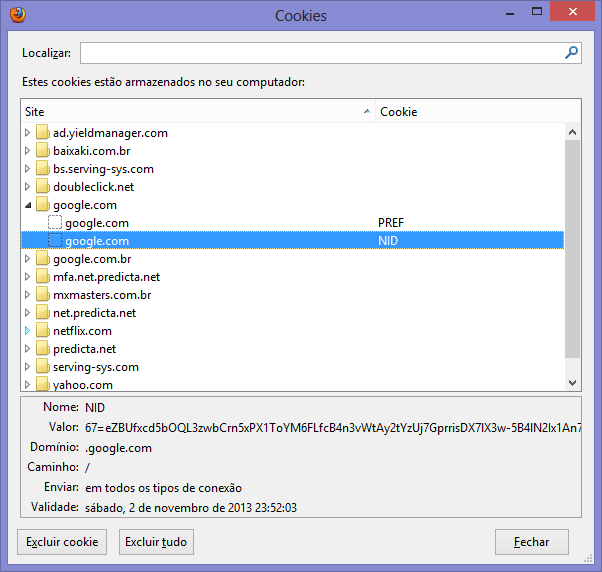 Cookies
Localizar:
Estes cookies estão armazenados no seu computador:
Site Cookie
ad.yieldmanager.com
baixaki.com.br
bs.serving-sys.com
doubleclick.net
google.com
google.com PREF
google.com NID
google.com.br
mfa.net.predicta.net
mxmasters.com.br
net.predicta.net
netflix.com
predicta.net
serving-sys.com
yahoo.com
Nome: NID
Valor: 67=eZBUfxcd5bOQL3zwbCrn5xPX1ToYM6FLfcB4n3vWtAy2tYzUj7GprrisDX7IX3w-5B4IN2Ix1An7
Domínio: .google.com
Caminho: /
Enviar: em todos os tipos de conexão
Validade: sábado, 2 de novembro de 2013 23:52:03
Excluir cookie Excluir tudo Fechar